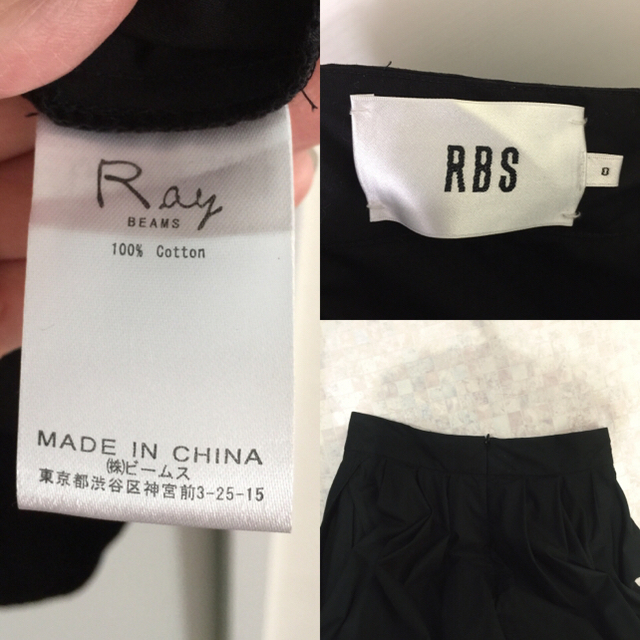 Ray
BEAMS
100% Cotton
MADE IN CHINA
(株)ビームス
東京都渋谷区神宮前3-25-15
RBS
0